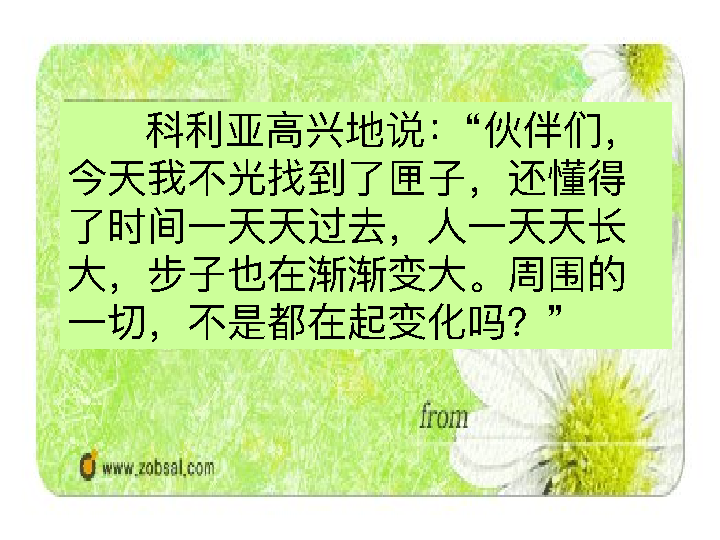 科利亚高兴地说：“伙伴们，
今天我不光找到了匣子，还懂得
了时间一天天过去，人一天天长
大，步子也在渐渐变大。周围的
一切，不是都在起变化吗？”
from
www.zobsai.com